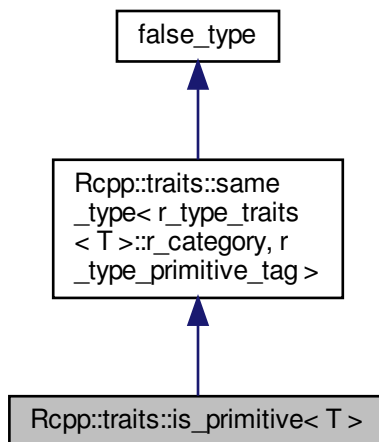 false_type
Rcpp::traits::same
_type< r_type_traits
< T >::r_category, r
_type_primitive_tag >
Rcpp::traits::is_primitive< T >